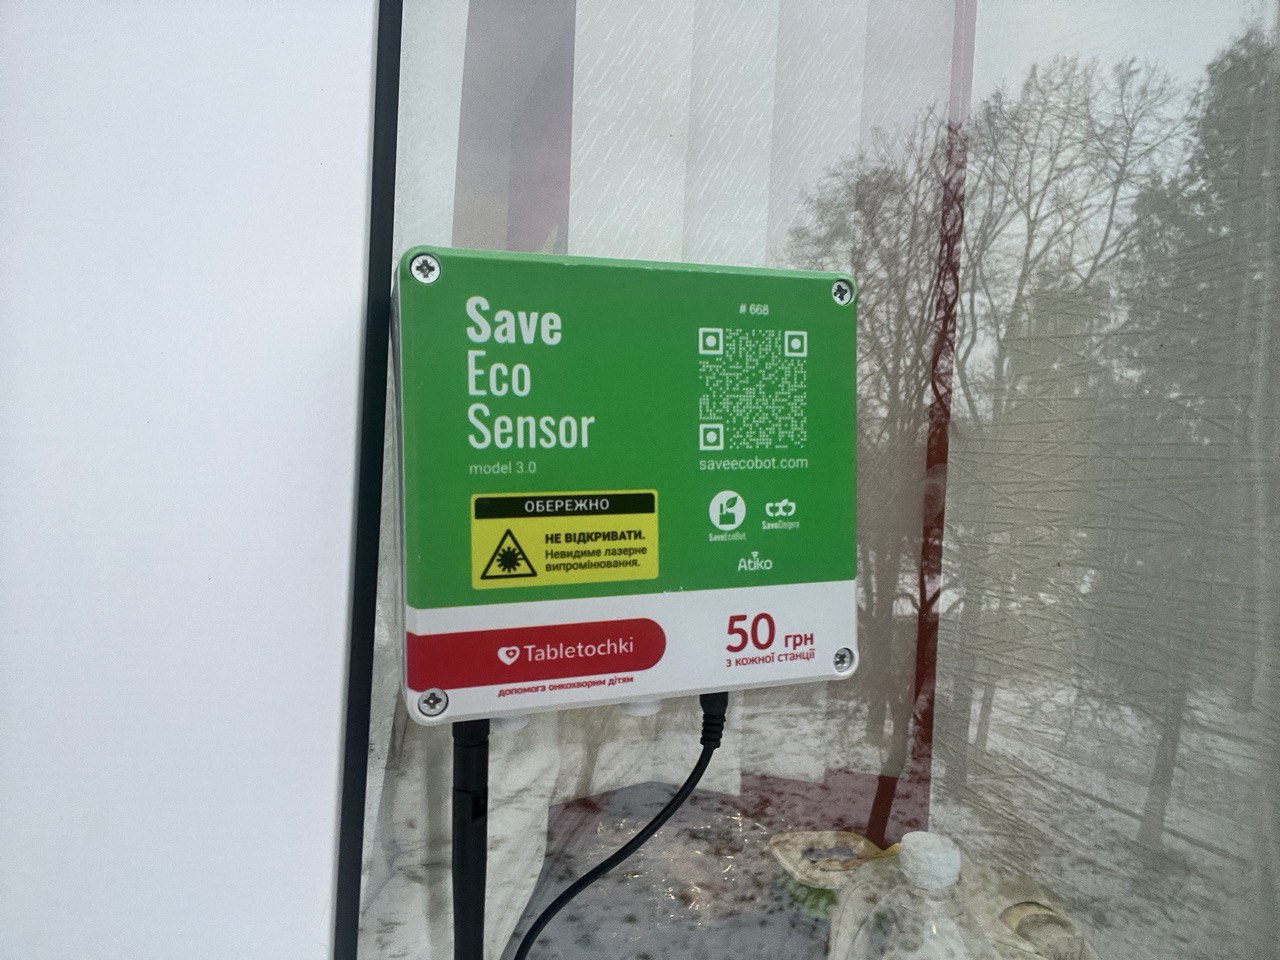 Save
Eco
Sensor
model 3.0
# 668
saveecobot.com
ОБЕРЕЖНО
НЕ ВІДКРИВАТИ.
Невидиме лазерне
випромінювання.
SaveEcoBot
SaveDnipro
Atiko
Tabletochki
допомога онкохворим дітям
50 грн
з кожної станції